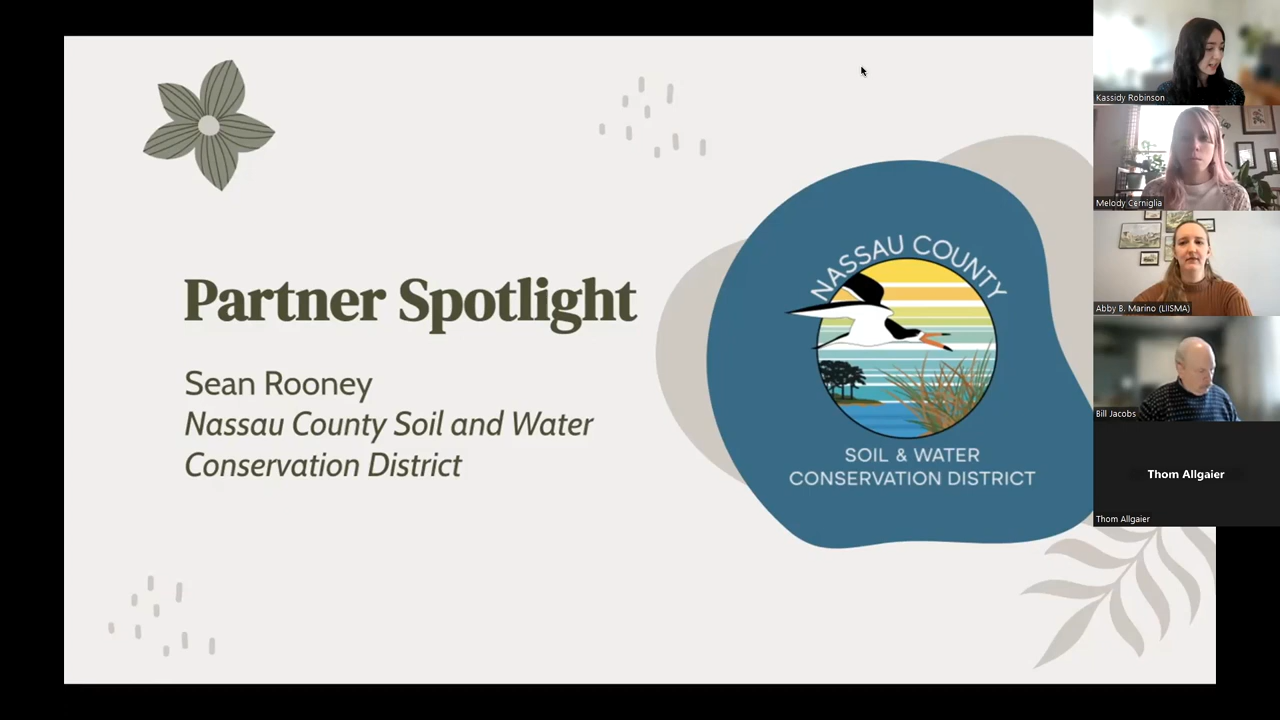 Partner Spotlight
Sean Rooney
Nassau County Soil and Water
Conservation District
NASSAU COUNTY
SOIL & WATER
CONSERVATION DISTRICT
Kassidy Robinson
Melody Cerniglia
Abby B. Marino (LIISMA)
Bill Jacobs
Thom Allgaier
Thom Allgaier